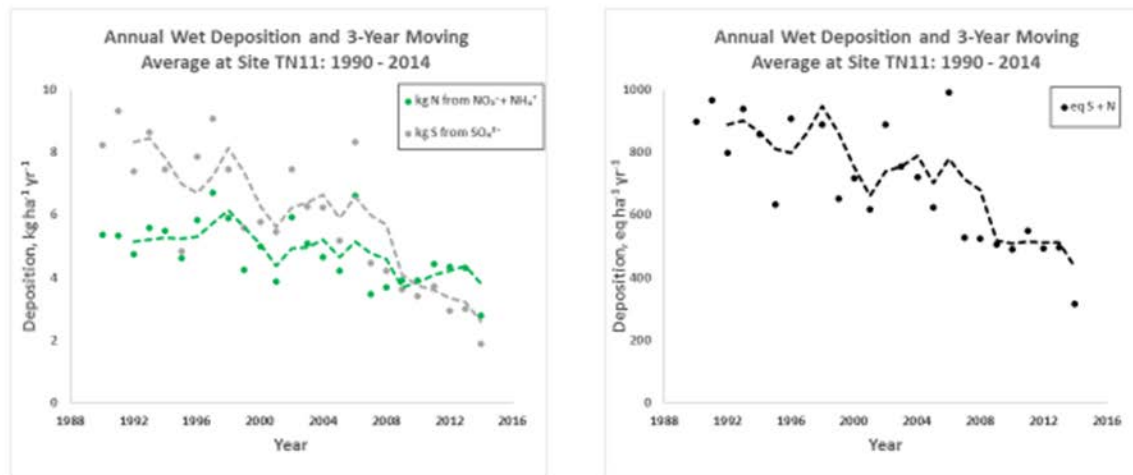 Annual Wet Deposition and 3-Year Moving
Average at Site TN11: 1990 - 2014
kg N from NO₃⁻+ NH₄⁺
kg S from SO₄²⁻
Deposition, kg ha⁻¹ yr⁻¹
10
8
6
4
2
0
1988 1992 1996 2000 2004 2008 2012 2016
Year
Annual Wet Deposition and 3-Year Moving
Average at Site TN11: 1990 - 2014
eq S + N
Deposition, eq ha⁻¹ yr⁻¹
1000
800
600
400
200
0
1988 1992 1996 2000 2004 2008 2012 2016
Year